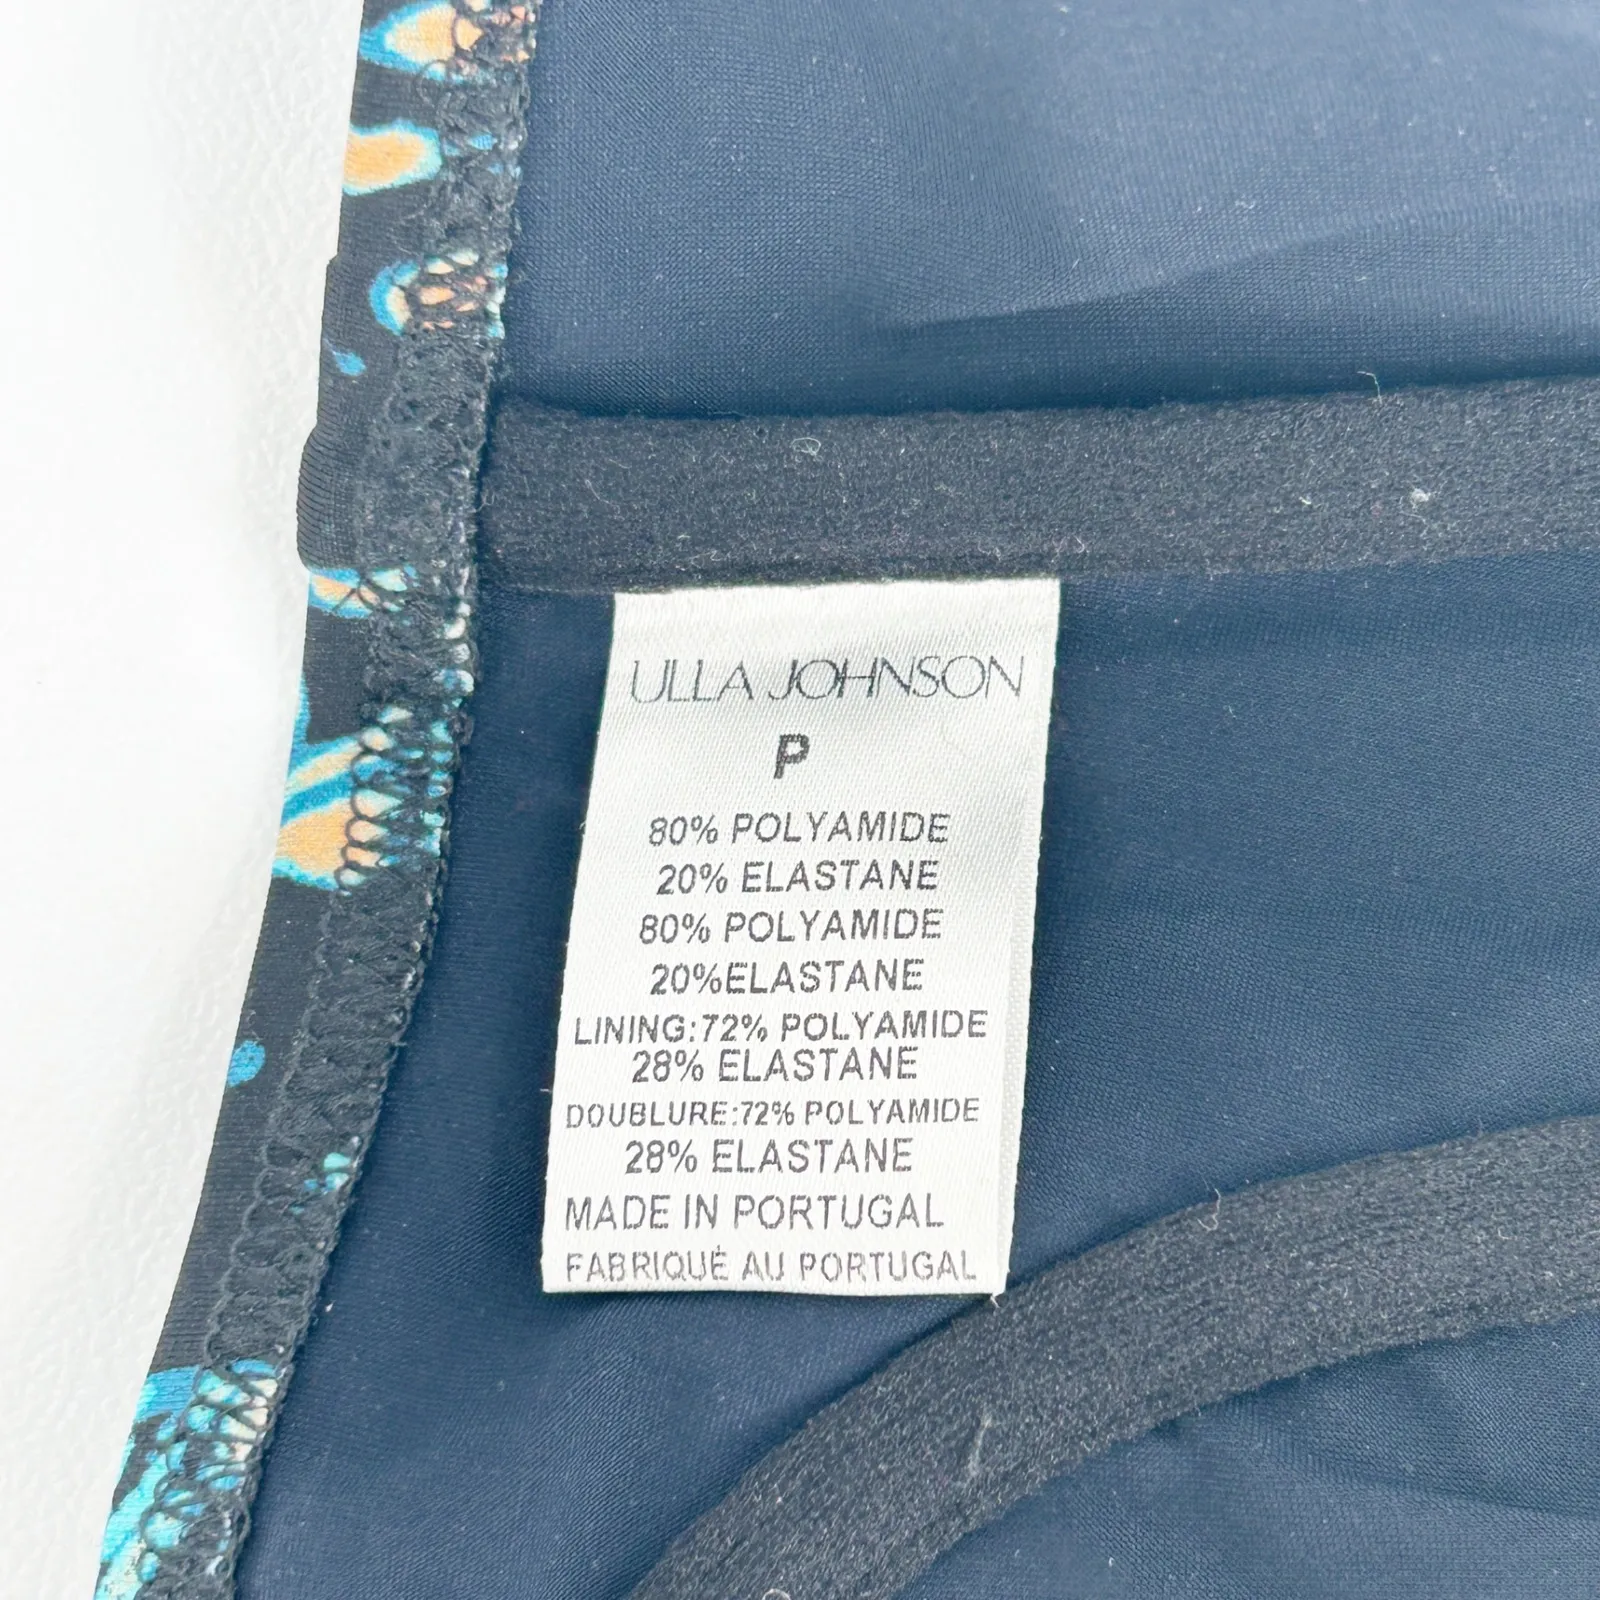 ULLA JOHNSON
P
80% POLYAMIDE
20% ELASTANE
80% POLYAMIDE
20%ELASTANE
LINING:72% POLYAMIDE
28% ELASTANE
DOUBLURE:72% POLYAMIDE
28% ELASTANE
MADE IN PORTUGAL
FABRIQUÉ AU PORTUGAL